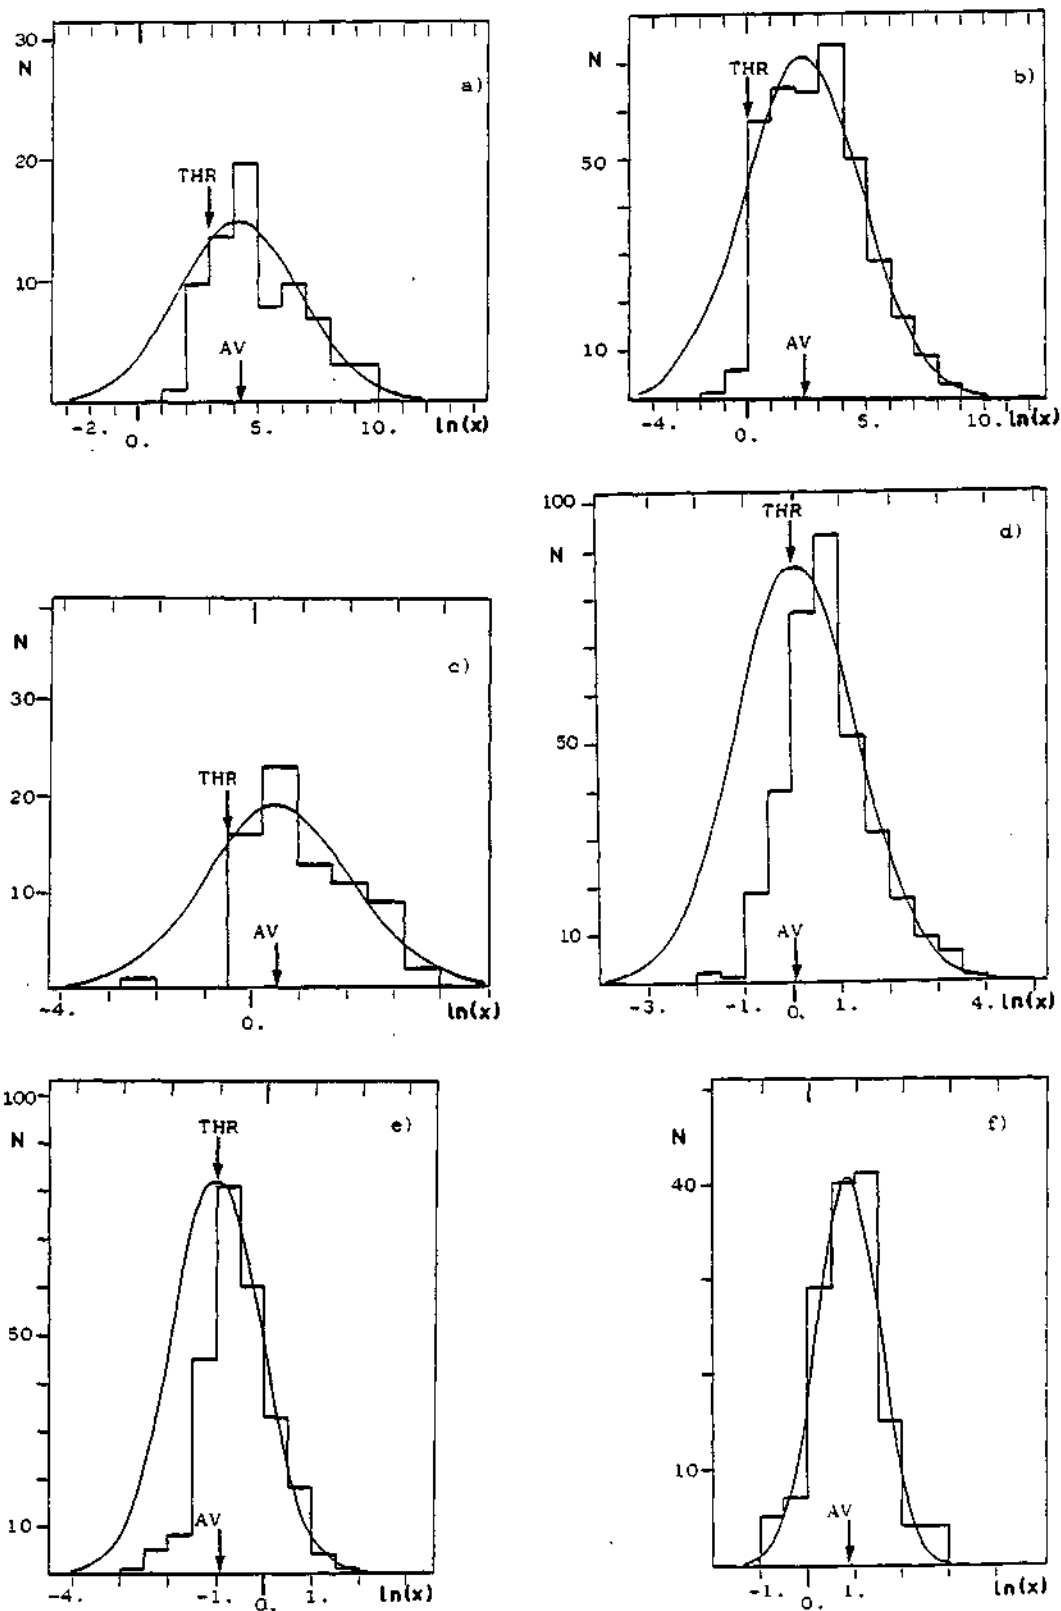 30
N
a)
20
THR
10
AV
-2.
0.
5.
10.
ln(x)
N
THR
b)
50
AV
10
-4.
0.
5.
10.
ln(x)
N
c)
30
THR
20
10
AV
-4.
0.
ln(x)
100
THR
N
d)
50
AV
10
-3.
-1.
0.
1.
4.
ln(x)
100
THR
e)
N
50
AV
10
-1.
0.
1.
ln(x)
f)
N
40
10
AV
-1.
0.
1.
ln(x)